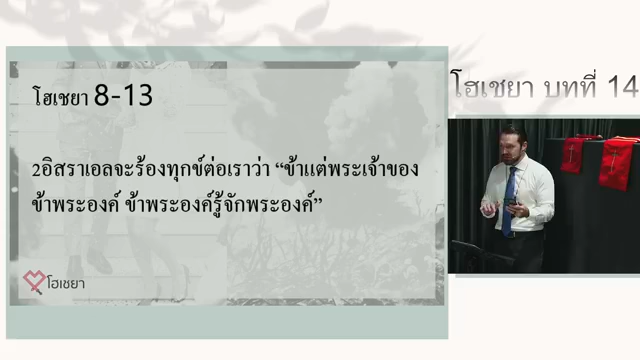 โฮเชยา 8-13
2อิสราเอลจะร้องทุกข์ต่อเราว่า “ข้าแต่พระเจ้าของ
ข้าพระองค์ ข้าพระองค์รู้จักพระองค์”
โฮเชยา
โฮเชยา บทที่ 14